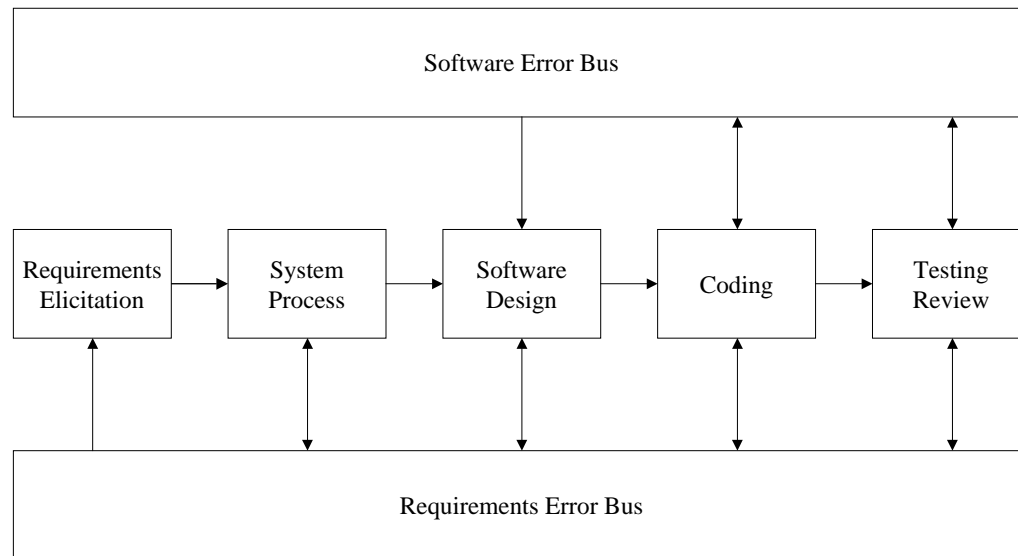 Software Error Bus
Requirements
Elicitation
System
Process
Software
Design
Coding
Testing
Review
Requirements Error Bus